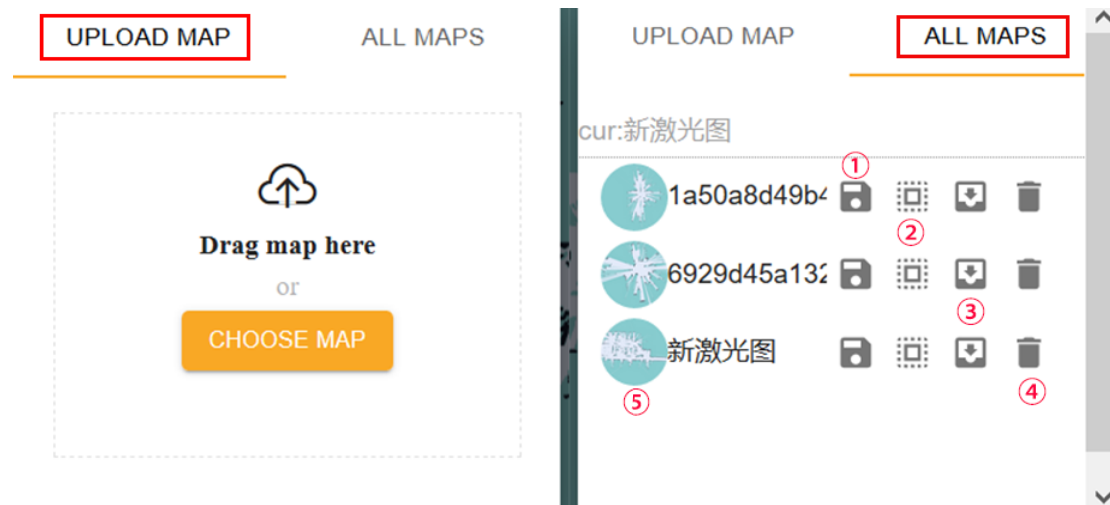 UPLOAD MAP
ALL MAPS
Drag map here
or
CHOOSE MAP
UPLOAD MAP
ALL MAPS
cur:新激光图
①
1a50a8d49b4
②
6929d45a132
③
新激光图
④
⑤